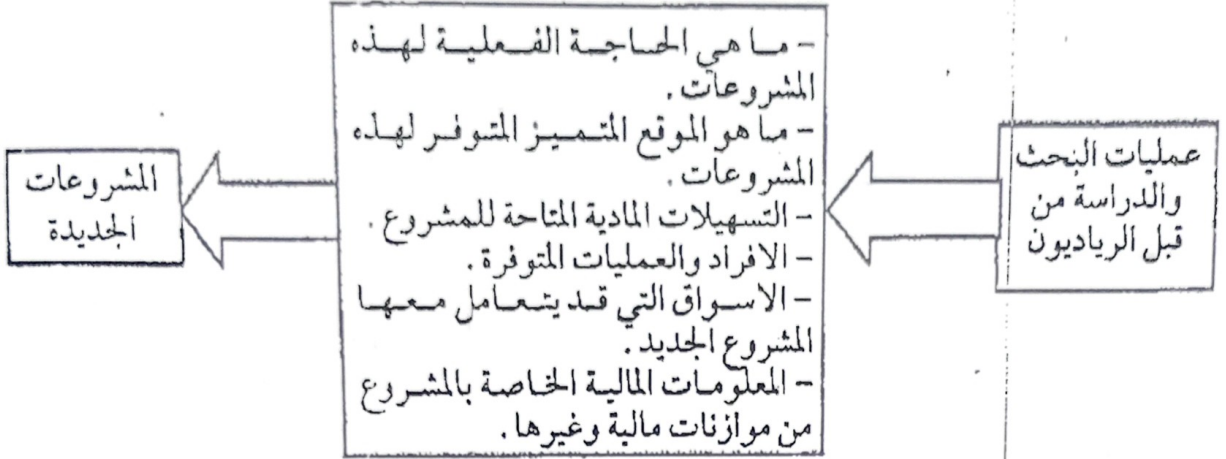 عمليات البحث
والدراسة من
قبل الرياديون
- ما هي الحاجة الفعلية لهذه
المشروعات .
- ما هو الموقع المتميز المتوفر لهذه
المشروعات .
- التسهيلات المادية المتاحة للمشروع .
- الافراد والعمليات المتوفرة .
- الاسواق التي قد يتعامل معها
المشروع الجديد .
- المعلومات المالية الخاصة بالمشروع
من موازنات مالية وغيرها .
المشروعات
الجديدة